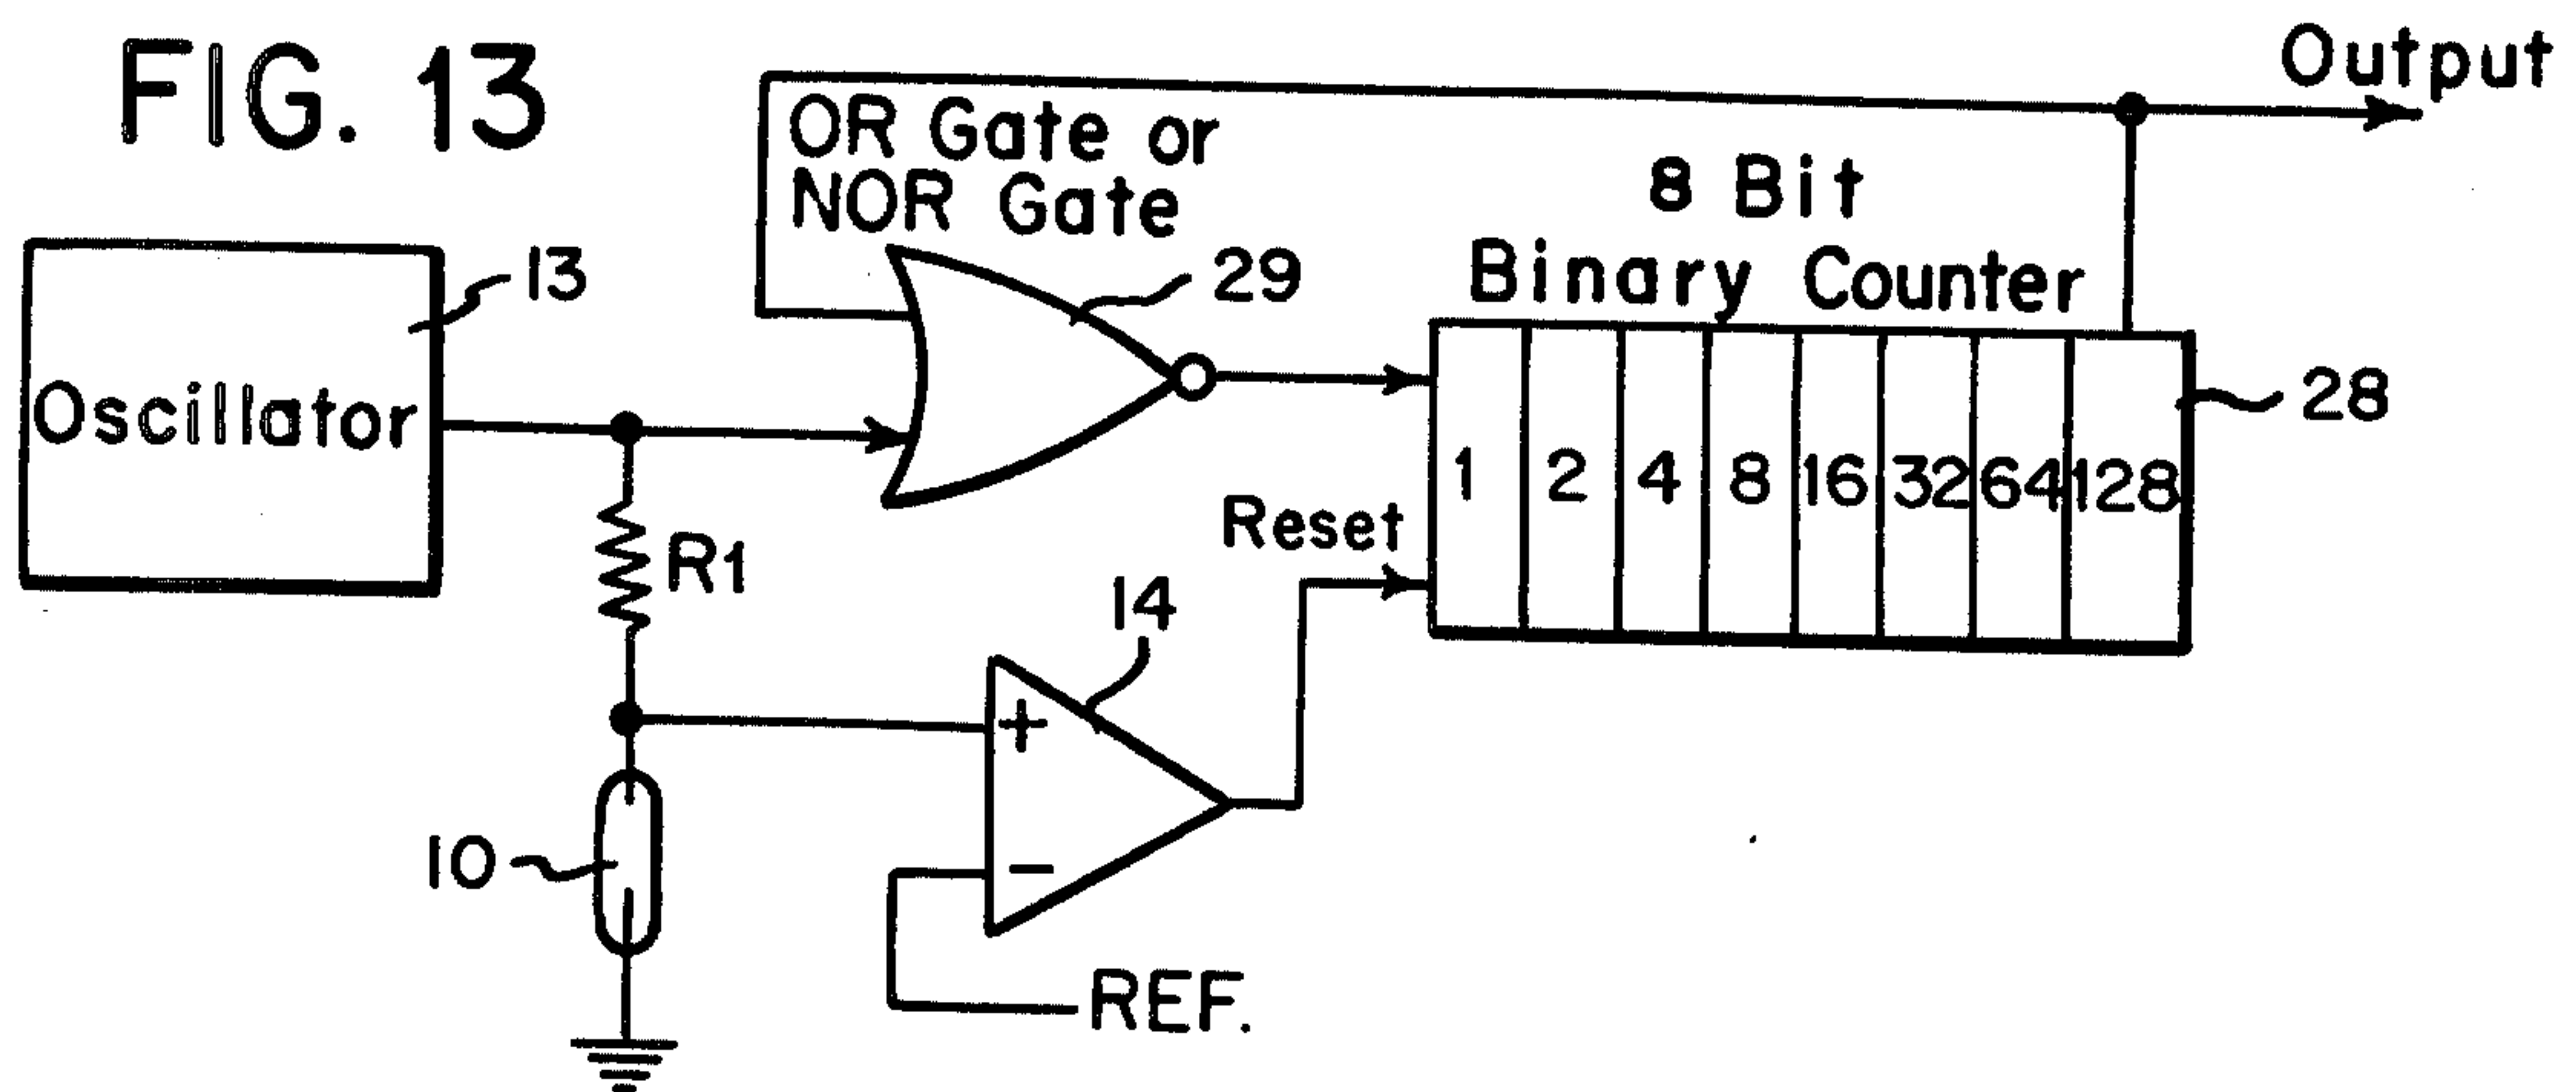 FIG. 13
Output
OR Gate or
NOR Gate
8 Bit
Binary Counter
13
29
Oscillator
28
1 2 4 8 16 32 64 128
Reset
R1
14
+
10
−
REF.